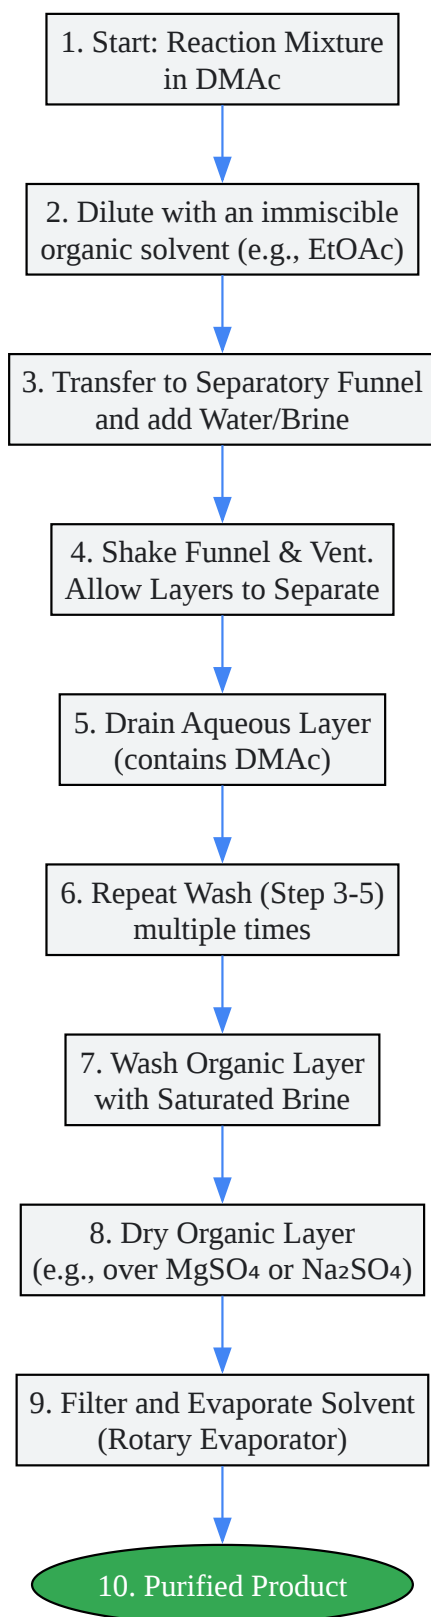 1. Start: Reaction Mixture
in DMAc
2. Dilute with an immiscible
organic solvent (e.g., EtOAc)
3. Transfer to Separatory Funnel
and add Water/Brine
4. Shake Funnel & Vent.
Allow Layers to Separate
5. Drain Aqueous Layer
(contains DMAc)
6. Repeat Wash (Step 3-5)
multiple times
7. Wash Organic Layer
with Saturated Brine
8. Dry Organic Layer
(e.g., over MgSO₄ or Na₂SO₄)
9. Filter and Evaporate Solvent
(Rotary Evaporator)
10. Purified Product